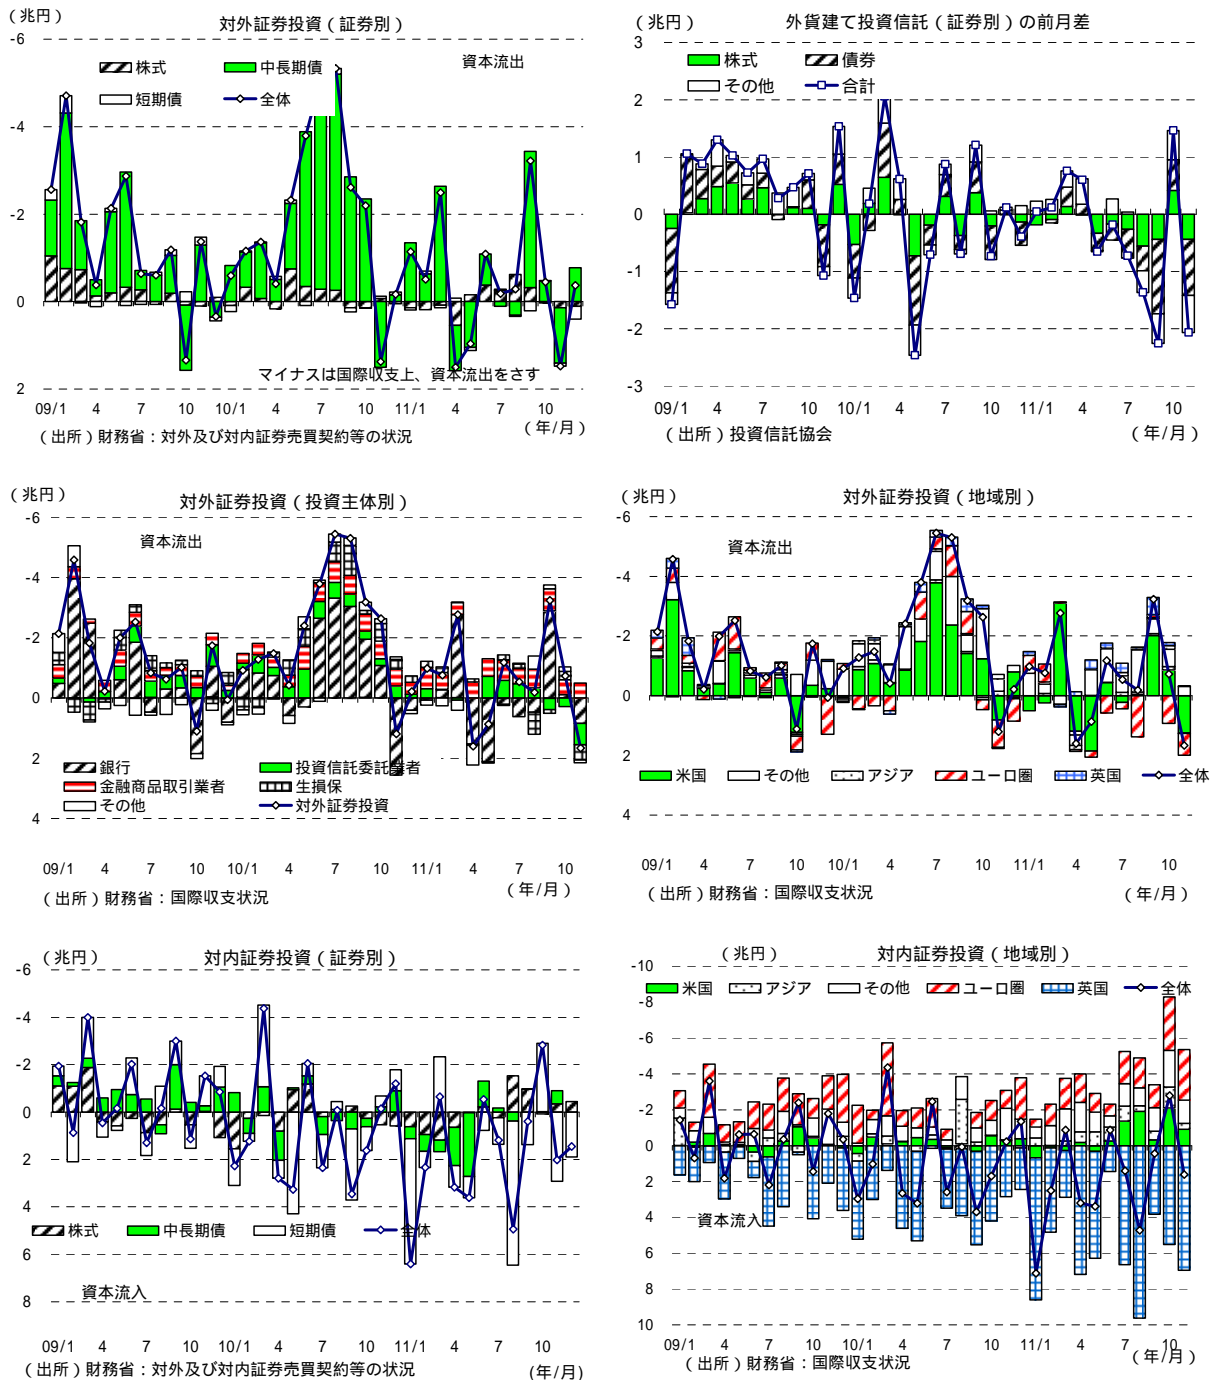 （兆円）
対外証券投資（証券別）
-6
資本流出
株式
中長期債
短期債
全体
-4
-2
0
マイナスは国際収支上、資本流出をさす
2
09/1 4 7 10 10/1 4 7 10 11/1 4 7 10
（年/月）
（出所）財務省：対外及び対内証券売買契約等の状況
（兆円）
外貨建て投資信託（証券別）の前月差
3
株式
債券
その他
合計
2
1
0
-1
-2
-3
09/1 4 7 10 10/1 4 7 10 11/1 4 7 10
（出所）投資信託協会
（年/月）
（兆円）
対外証券投資（投資主体別）
-6
資本流出
-4
-2
0
2
銀行
投資信託委託業者
金融商品取引業者
生損保
その他
対外証券投資
4
09/1 4 7 10 10/1 4 7 10 11/1 4 7 10
（年/月）
（出所）財務省：国際収支状況
（兆円）
対外証券投資（地域別）
-6
資本流出
-4
-2
0
2
米国
その他
アジア
ユーロ圏
英国
全体
4
09/1 4 7 10 10/1 4 7 10 11/1 4 7 10
（年/月）
（出所）財務省：国際収支状況
（兆円）
対内証券投資（証券別）
-6
-4
-2
0
2
4
株式
中長期債
短期債
全体
6
資本流入
8
09/1 4 7 10 10/1 4 7 10 11/1 4 7 10
（出所）財務省：対外及び対内証券売買契約等の状況
（年/月）
（兆円）
対内証券投資（地域別）
-10
米国
アジア
その他
ユーロ圏
英国
全体
-8
-6
-4
-2
0
2
資本流入
4
6
8
10
09/1 4 7 10 10/1 4 7 10 11/1 4 7 10
（年/月）
（出所）財務省：国際収支状況